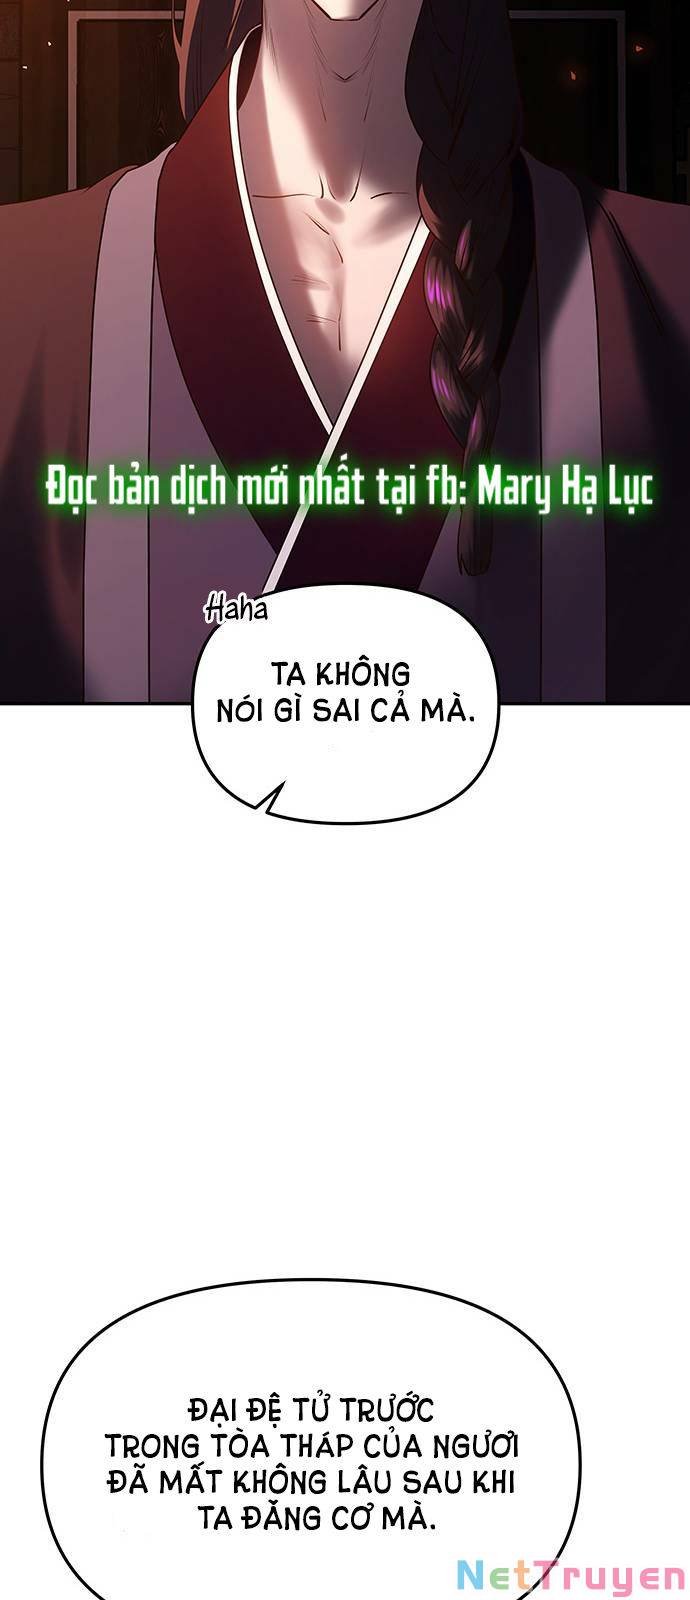 Đọc bản dịch mới nhất tại fb: Mary Hạ Lục
Haha
TA KHÔNG
NÓI GÌ SAI CẢ MÀ.
ĐẠI ĐỆ TỬ TRƯỚC
TRONG TÒA THÁP CỦA NGƯƠI
ĐÃ MẤT KHÔNG LÂU SAU KHI
TA ĐĂNG CƠ MÀ.
NetTruyen